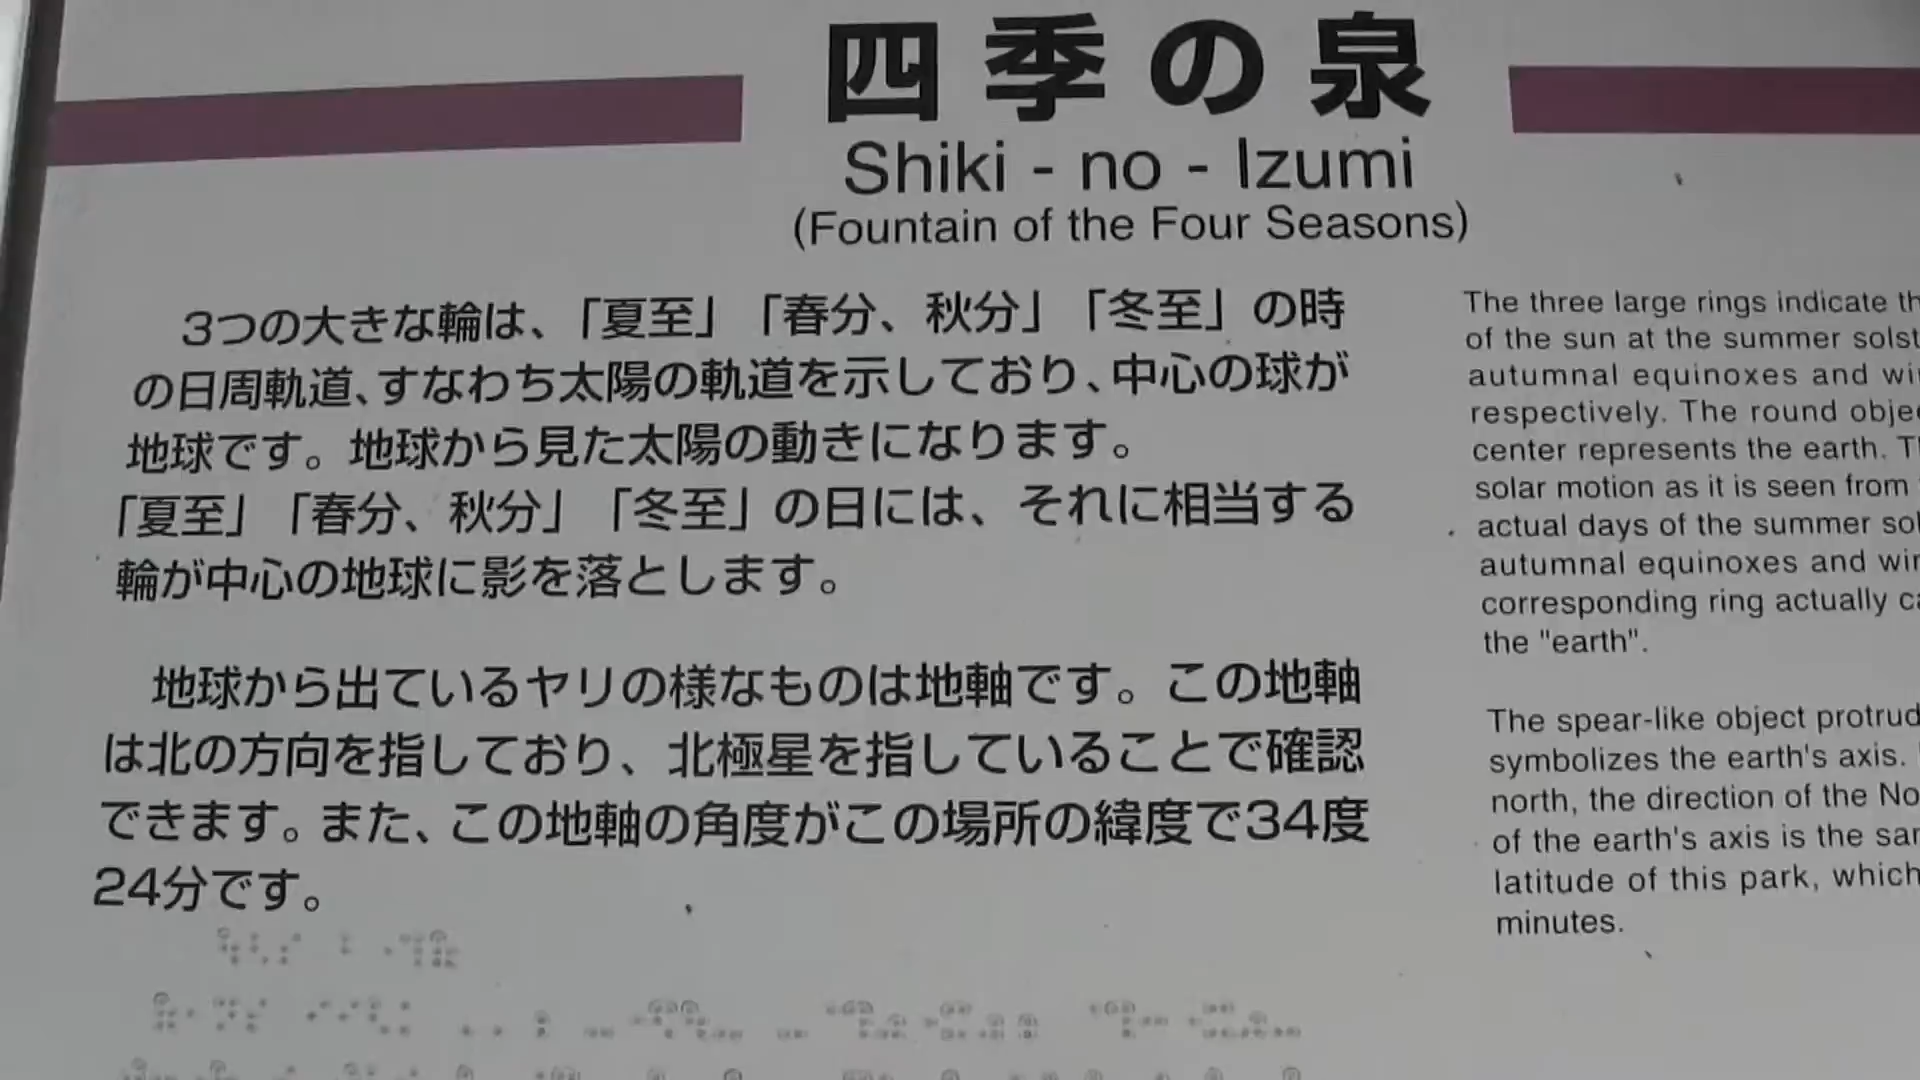 四季の泉
Shiki - no - Izumi
(Fountain of the Four Seasons)
3つの大きな輪は、「夏至」「春分、秋分」「冬至」の時
の日周軌道、すなわち太陽の軌道を示しており、中心の球が
地球です。地球から見た太陽の動きになります。
「夏至」「春分、秋分」「冬至」の日には、それに相当する
輪が中心の地球に影を落とします。
地球から出ているヤリの様なものは地軸です。この地軸
は北の方向を指しており、北極星を指していることで確認
できます。また、この地軸の角度がこの場所の緯度で34度
24分です。
The three large rings indicate
of the sun at the summer
autumnal equinoxes and
respectively. The round
center represents the earth.
solar motion as it is seen from
actual days of the summer
autumnal equinoxes and
corresponding ring actually
the "earth".
The spear-like object
symbolizes the earth's axis.
north, the direction of the
of the earth's axis is the
latitude of this park, which
minutes.